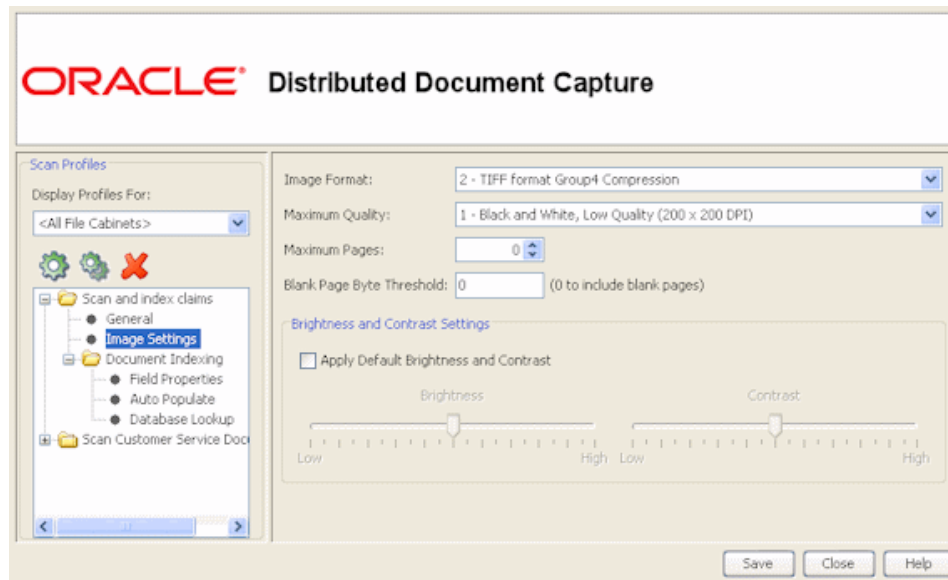 ORACLE® Distributed Document Capture
Scan Profiles
Display Profiles For:
<All File Cabinets>
Scan and index claims
General
Image Settings
Document Indexing
Field Properties
Auto Populate
Database Lookup
Scan Customer Service Doc
Image Format: 2 - TIFF format Group4 Compression
Maximum Quality: 1 - Black and White, Low Quality (200 x 200 DPI)
Maximum Pages: 0
Blank Page Byte Threshold: 0 (0 to include blank pages)
Brightness and Contrast Settings
Apply Default Brightness and Contrast
Brightness Contrast
Low High Low High
Save Close Help